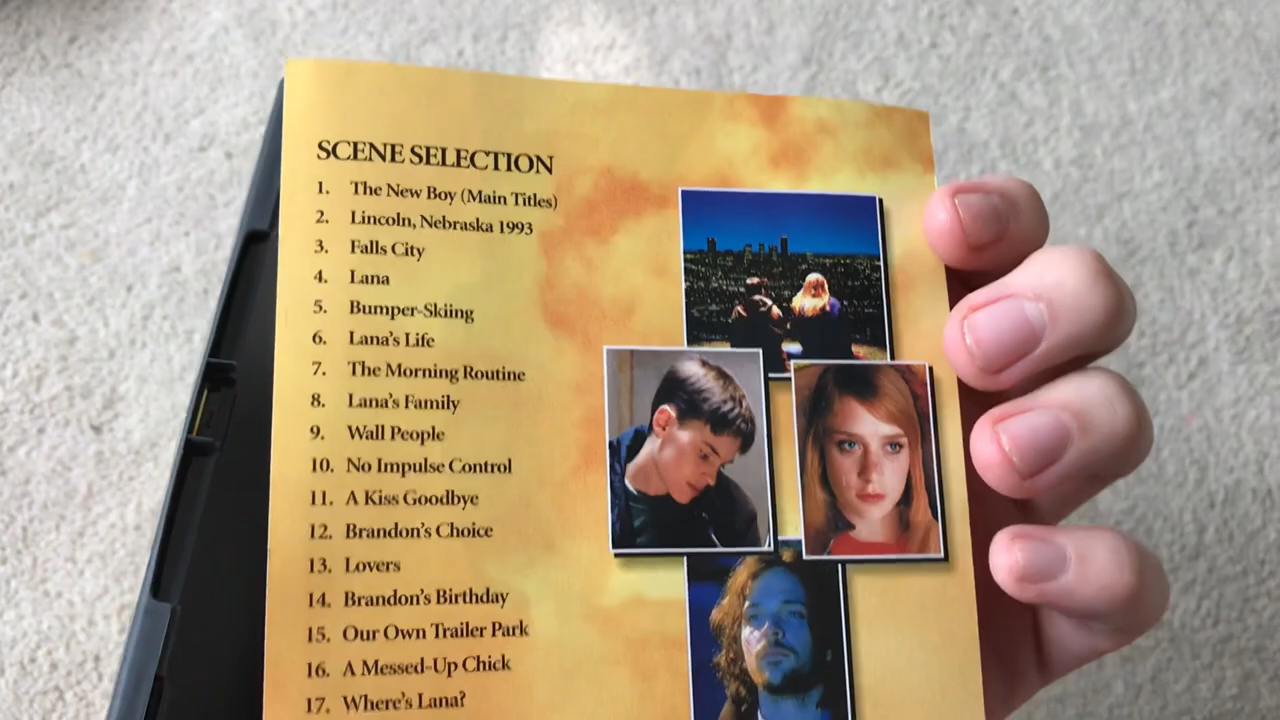 SCENE SELECTION
1. The New Boy (Main Titles)
2. Lincoln, Nebraska 1993
3. Falls City
4. Lana
5. Bumper-Skiing
6. Lana's Life
7. The Morning Routine
8. Lana's Family
9. Wall People
10. No Impulse Control
11. A Kiss Goodbye
12. Brandon's Choice
13. Lovers
14. Brandon's Birthday
15. Our Own Trailer Park
16. A Messed-Up Chick
17. Where's Lana?